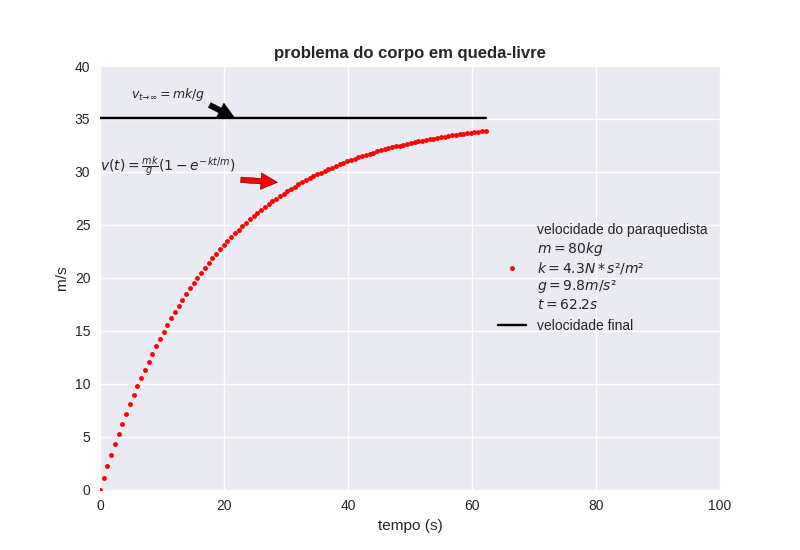 problema do corpo em queda-livre
40
35
30
25
20
15
10
5
0
m/s
v_{t→∞} = mk/g
v(t) = \frac{mk}{g}(1 − e^{−kt/m})
velocidade do paraquedista
m = 80kg
k = 4.3N * s²/m²
g = 9.8m/s²
t = 62.2s
velocidade final
0 20 40 60 80 100
tempo (s)